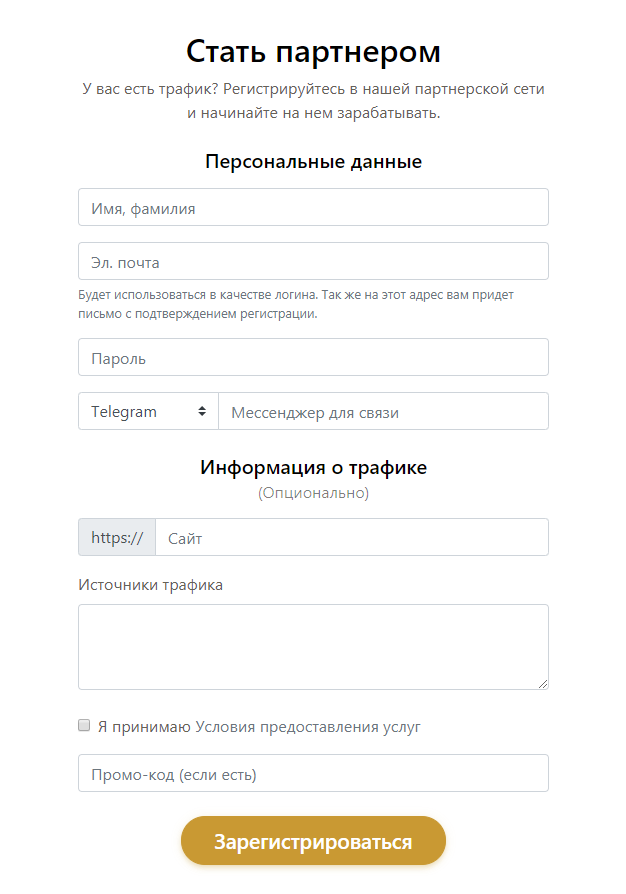 Стать партнером
У вас есть трафик? Регистрируйтесь в нашей партнерской сети
и начинайте на нем зарабатывать.
Персональные данные
Имя, фамилия
Эл. почта
Будет использоваться в качестве логина. Так же на этот адрес вам придет
письмо с подтверждением регистрации.
Пароль
Telegram Мессенджер для связи
Информация о трафике
(Опционально)
https:// Сайт
Источники трафика
Я принимаю Условия предоставления услуг
Промо-код (если есть)
Зарегистрироваться